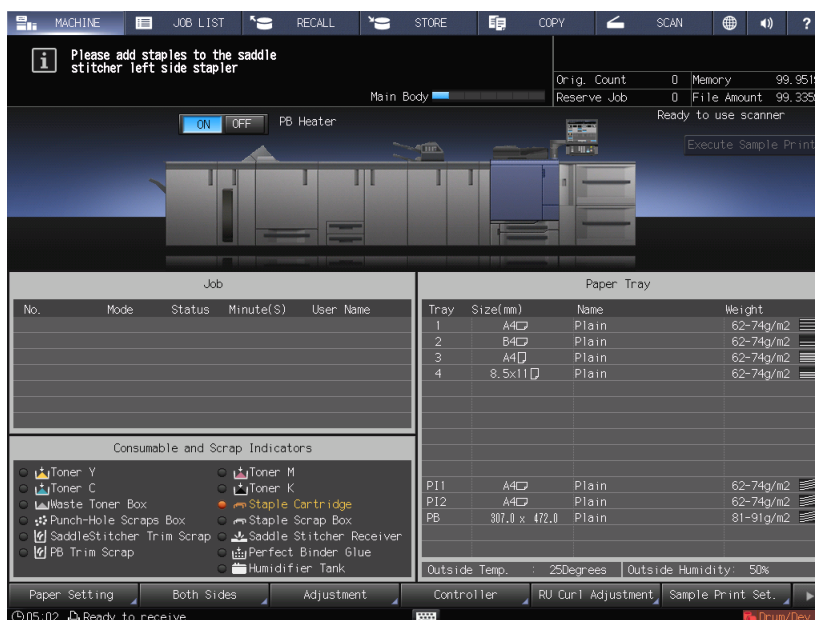 MACHINE JOB LIST RECALL STORE COPY SCAN ?
Please add staples to the saddle
stitcher left side stapler
Main Body
Orig. Count 0 Memory 99.951
Reserve Job 0 File Amount 99.335
Ready to use scanner
ON OFF PB Heater
Execute Sample Print
Job
No. Mode Status Minute(S) User Name
Paper Tray
Tray Size(mm) Name Weight
1 A4 Plain 62-74g/m2
2 B4 Plain 62-74g/m2
3 A4 Plain 62-74g/m2
4 8.5x11 Plain 62-74g/m2
PI1 A4 Plain 62-74g/m2
PI2 A4 Plain 62-74g/m2
PB 307.0 x 472.0 Plain 81-91g/m2
Consumable and Scrap Indicators
Toner Y Toner M
Toner C Toner K
Waste Toner Box Staple Cartridge
Punch-Hole Scraps Box Staple Scrap Box
SaddleStitcher Trim Scrap Saddle Stitcher Receiver
PB Trim Scrap Perfect Binder Glue
Humidifier Tank
Outside Temp. : 25Degrees Outside Humidity: 50%
Paper Setting Both Sides Adjustment Controller RU Curl Adjustment Sample Print Set.
05:02 Ready to receive Drum/Dev